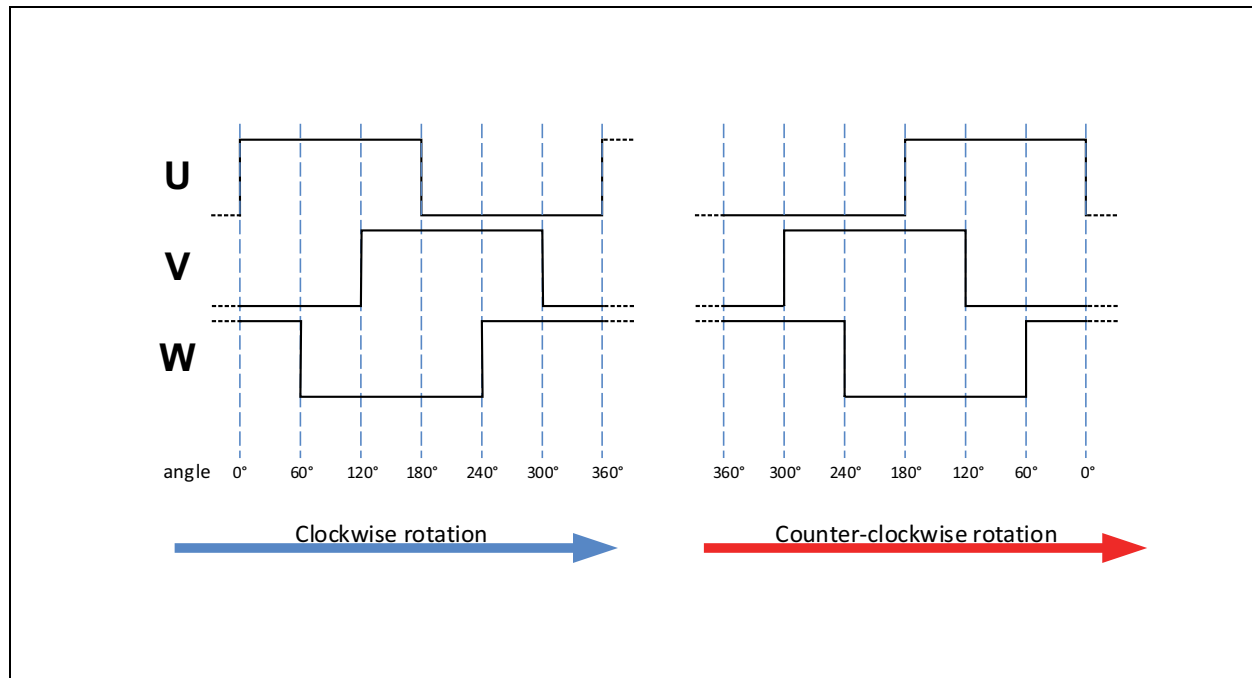 U
V
W
angle 0° 60° 120° 180° 240° 300° 360° 360° 300° 240° 180° 120° 60° 0°
Clockwise rotation Counter-clockwise rotation